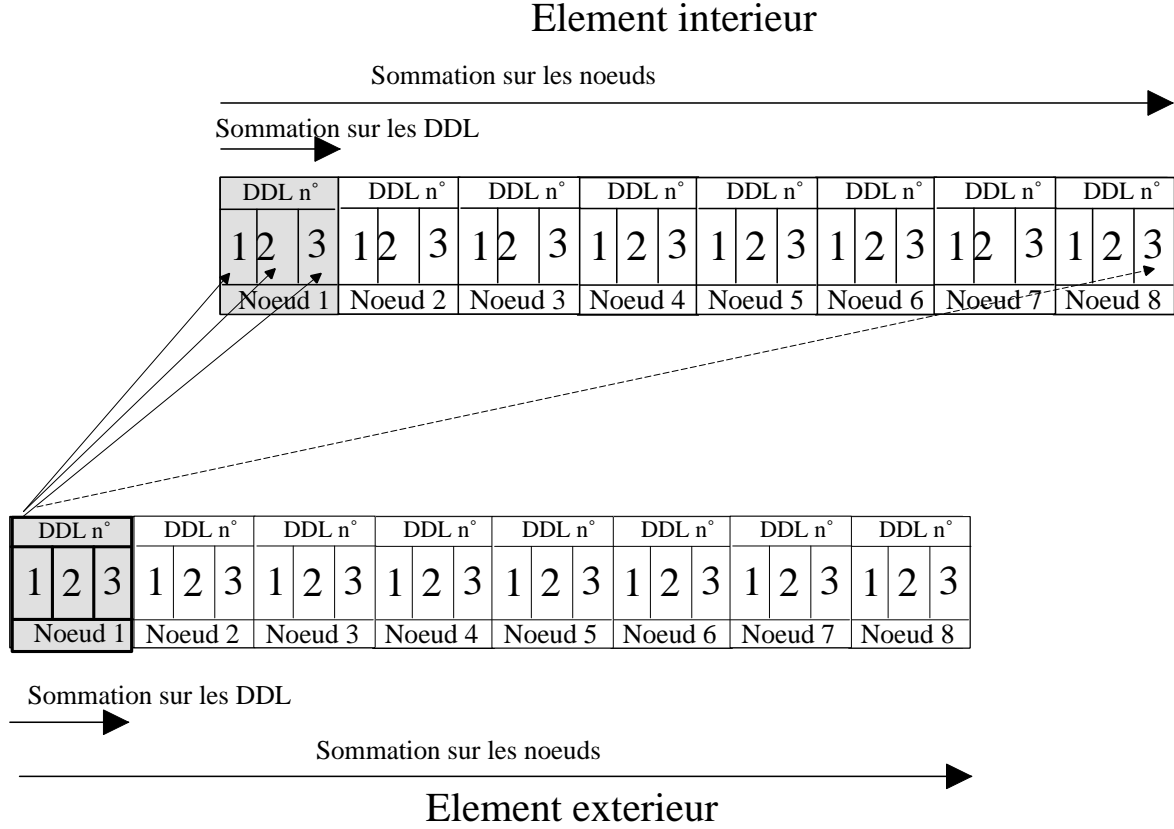 Element interieur
Sommation sur les noeuds
Sommation sur les DDL
DDL n° DDL n° DDL n° DDL n° DDL n° DDL n° DDL n° DDL n°
1 2 3 1 2 3 1 2 3 1 2 3 1 2 3 1 2 3 1 2 3 1 2 3
Noeud 1 Noeud 2 Noeud 3 Noeud 4 Noeud 5 Noeud 6 Noeud 7 Noeud 8
DDL n° DDL n° DDL n° DDL n° DDL n° DDL n° DDL n° DDL n°
1 2 3 1 2 3 1 2 3 1 2 3 1 2 3 1 2 3 1 2 3 1 2 3
Noeud 1 Noeud 2 Noeud 3 Noeud 4 Noeud 5 Noeud 6 Noeud 7 Noeud 8
Sommation sur les DDL
Sommation sur les noeuds
Element exterieur